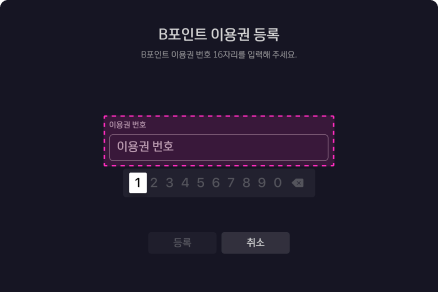 B포인트 이용권 등록
B포인트 이용권 번호 16자리를 입력해 주세요.
이용권 번호
이용권 번호
1 2 3 4 5 6 7 8 9 0
등록 취소